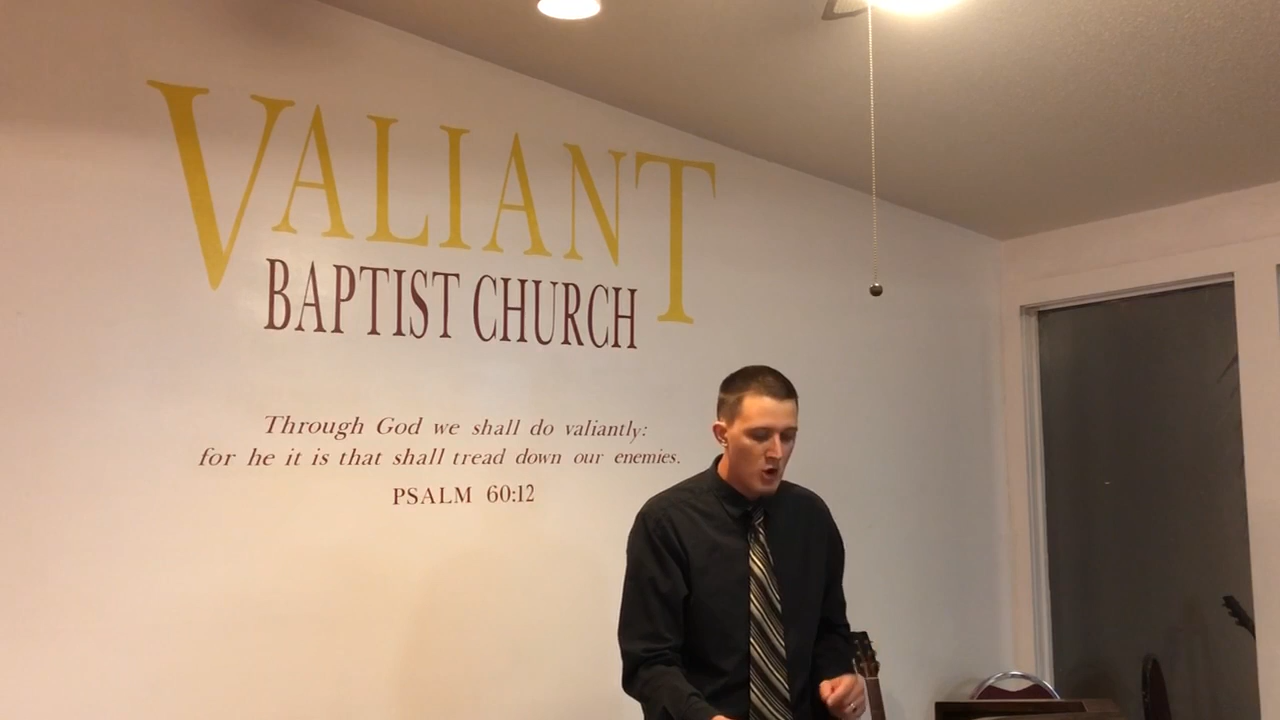 VALIANT
BAPTIST CHURCH
Through God we shall do valiantly:
for he it is that shall tread down our enemies.
PSALM 60:12